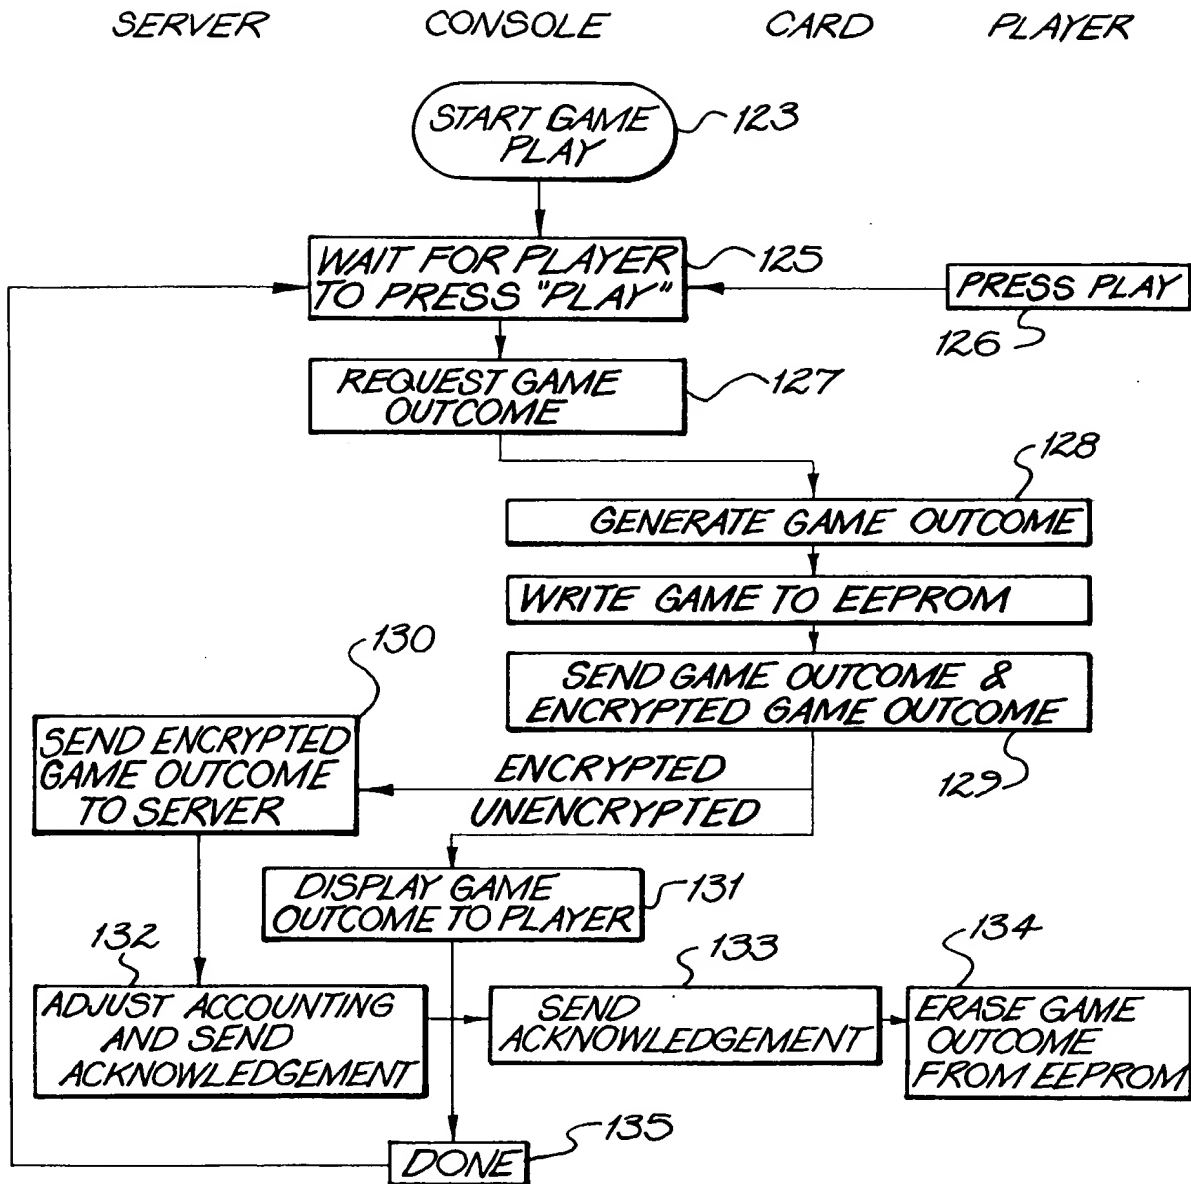 SERVER CONSOLE CARD PLAYER
START GAME
PLAY
123
WAIT FOR PLAYER
TO PRESS "PLAY"
125
PRESS PLAY
126
REQUEST GAME
OUTCOME
127
128
GENERATE GAME OUTCOME
WRITE GAME TO EEPROM
SEND GAME OUTCOME &
ENCRYPTED GAME OUTCOME
129
130
SEND ENCRYPTED
GAME OUTCOME
TO SERVER
ENCRYPTED
UNENCRYPTED
DISPLAY GAME
OUTCOME TO PLAYER
131
132
ADJUST ACCOUNTING
AND SEND
ACKNOWLEDGEMENT
133
SEND
ACKNOWLEDGEMENT
134
ERASE GAME
OUTCOME
FROM EEPROM
135
DONE